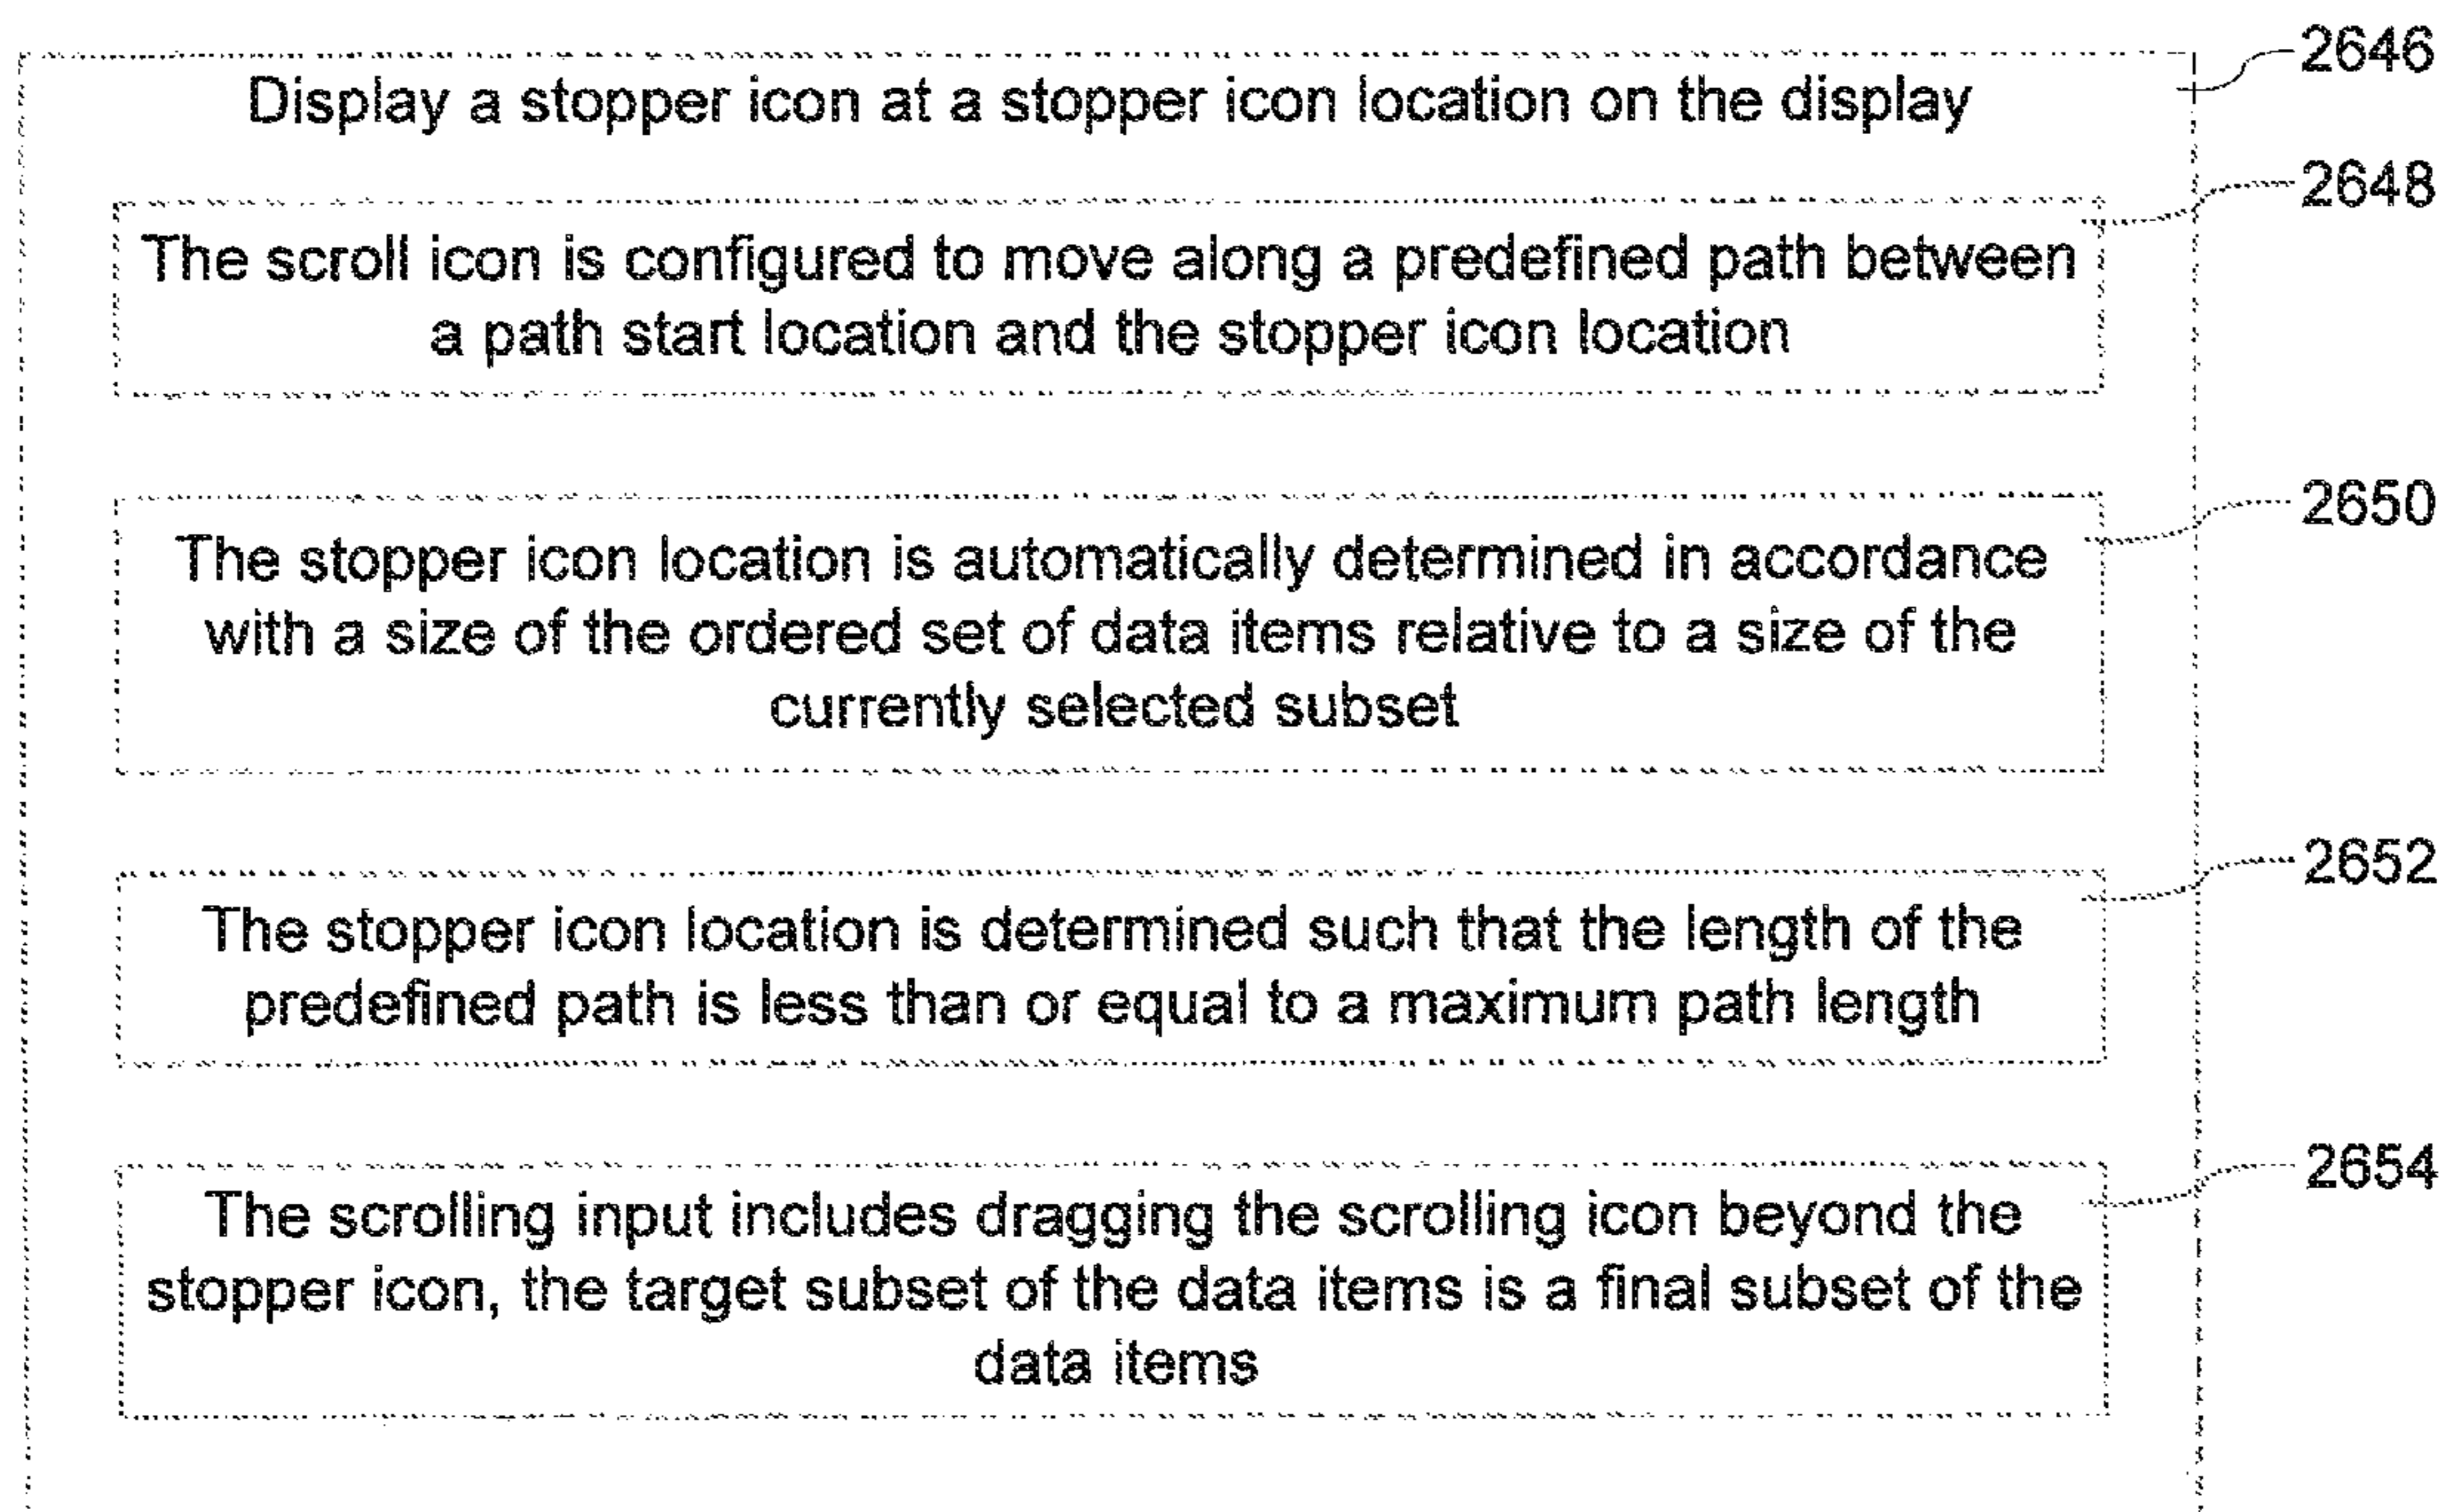 2646
Display a stopper icon at a stopper icon location on the display
2648
The scroll icon is configured to move along a predefined path between
a path start location and the stopper icon location
2650
The stopper icon location is automatically determined in accordance
with a size of the ordered set of data items relative to a size of the
currently selected subset
2652
The stopper icon location is determined such that the length of the
predefined path is less than or equal to a maximum path length
2654
The scrolling input includes dragging the scrolling icon beyond the
stopper icon, the target subset of the data items is a final subset of the
data items